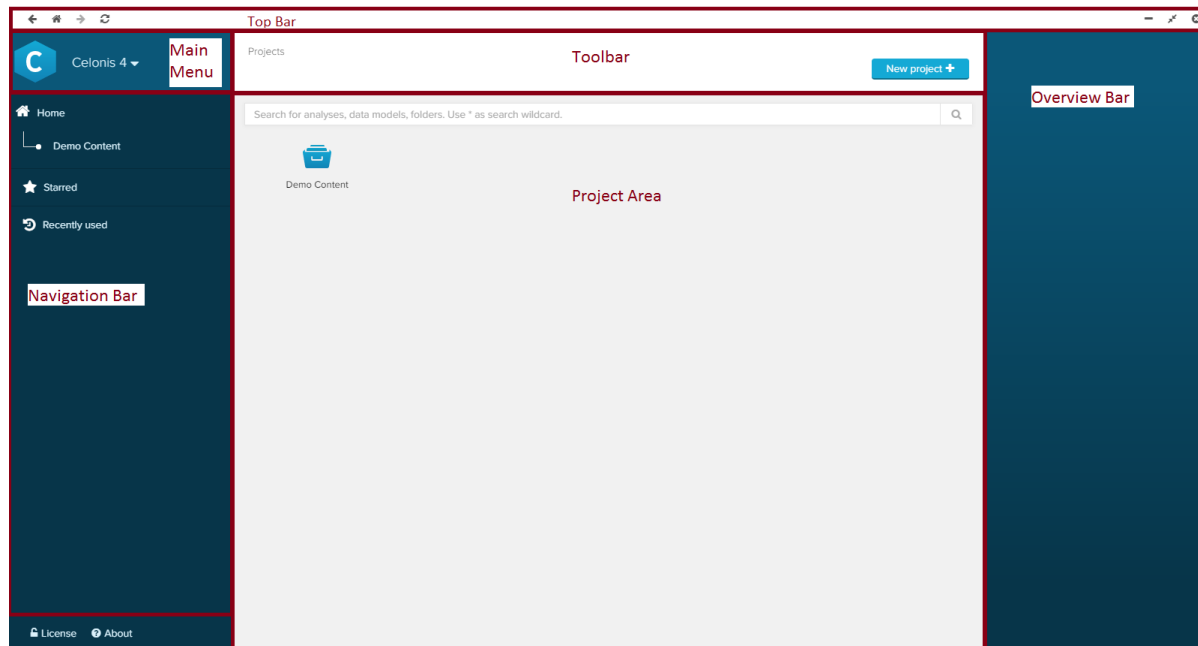 Top Bar
C
Celonis 4
Main
Menu
Projects
Toolbar
New project
Overview Bar
Home
Demo Content
Starred
Recently used
Navigation Bar
Search for analyses, data models, folders. Use * as search wildcard.
Demo Content
Project Area
License
About